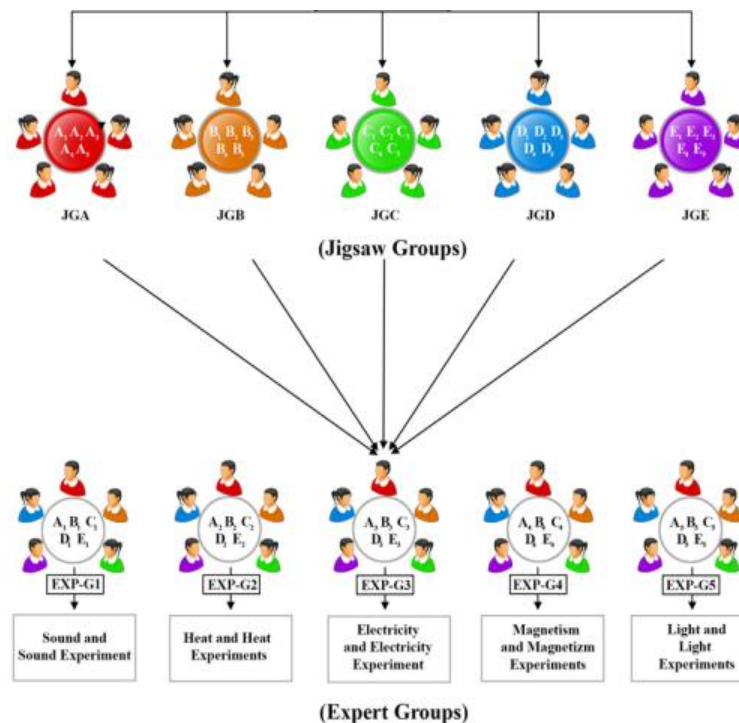 A₁ A₂ A₃
A₄ A₅
B₁ B₂ B₃
B₄ B₅
C₁ C₂ C₃
C₄ C₅
D₁ D₂ D₃
D₄ D₅
E₁ E₂ E₃
E₄ E₅
JGA
JGB
JGC
JGD
JGE
(Jigsaw Groups)
A₁ B₁ C₁
D₁ E₁
A₂ B₂ C₂
D₂ E₂
A₃ B₃ C₃
D₃ E₃
A₄ B₄ C₄
D₄ E₄
A₅ B₅ C₅
D₅ E₅
EXP-G1
EXP-G2
EXP-G3
EXP-G4
EXP-G5
Sound and
Sound Experiment
Heat and Heat
Experiments
Electricity
and Electricity
Experiment
Magnetism
and Magnetizm
Experiments
Light and
Light
Experiments
(Expert Groups)